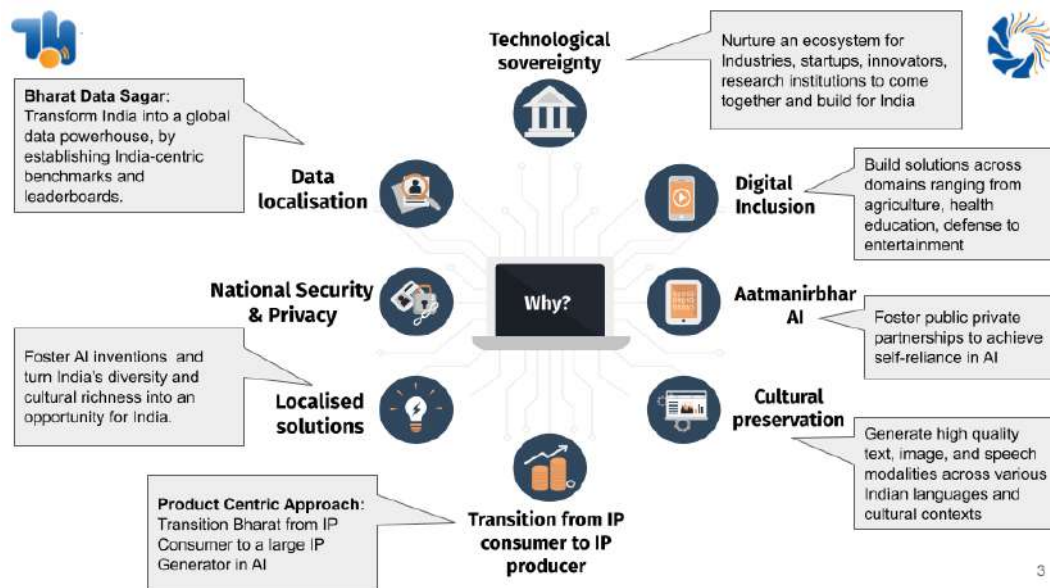 Technological
sovereignty
Nurture an ecosystem for
Industries, startups, innovators,
research institutions to come
together and build for India
Bharat Data Sagar:
Transform India into a global
data powerhouse, by
establishing India-centric
benchmarks and
leaderboards.
Data
localisation
Digital
Inclusion
Build solutions across
domains ranging from
agriculture, health
education, defense to
entertainment
National Security
& Privacy
Why?
Aatmanirbhar
AI
Foster public private
partnerships to achieve
self-reliance in AI
Foster AI inventions and
turn India's diversity and
cultural richness into an
opportunity for India.
Localised
solutions
Cultural
preservation
Generate high quality
text, image, and speech
modalities across various
Indian languages and
cultural contexts
Product Centric Approach:
Transition Bharat from IP
Consumer to a large IP
Generator in AI
Transition from IP
consumer to IP
producer
3